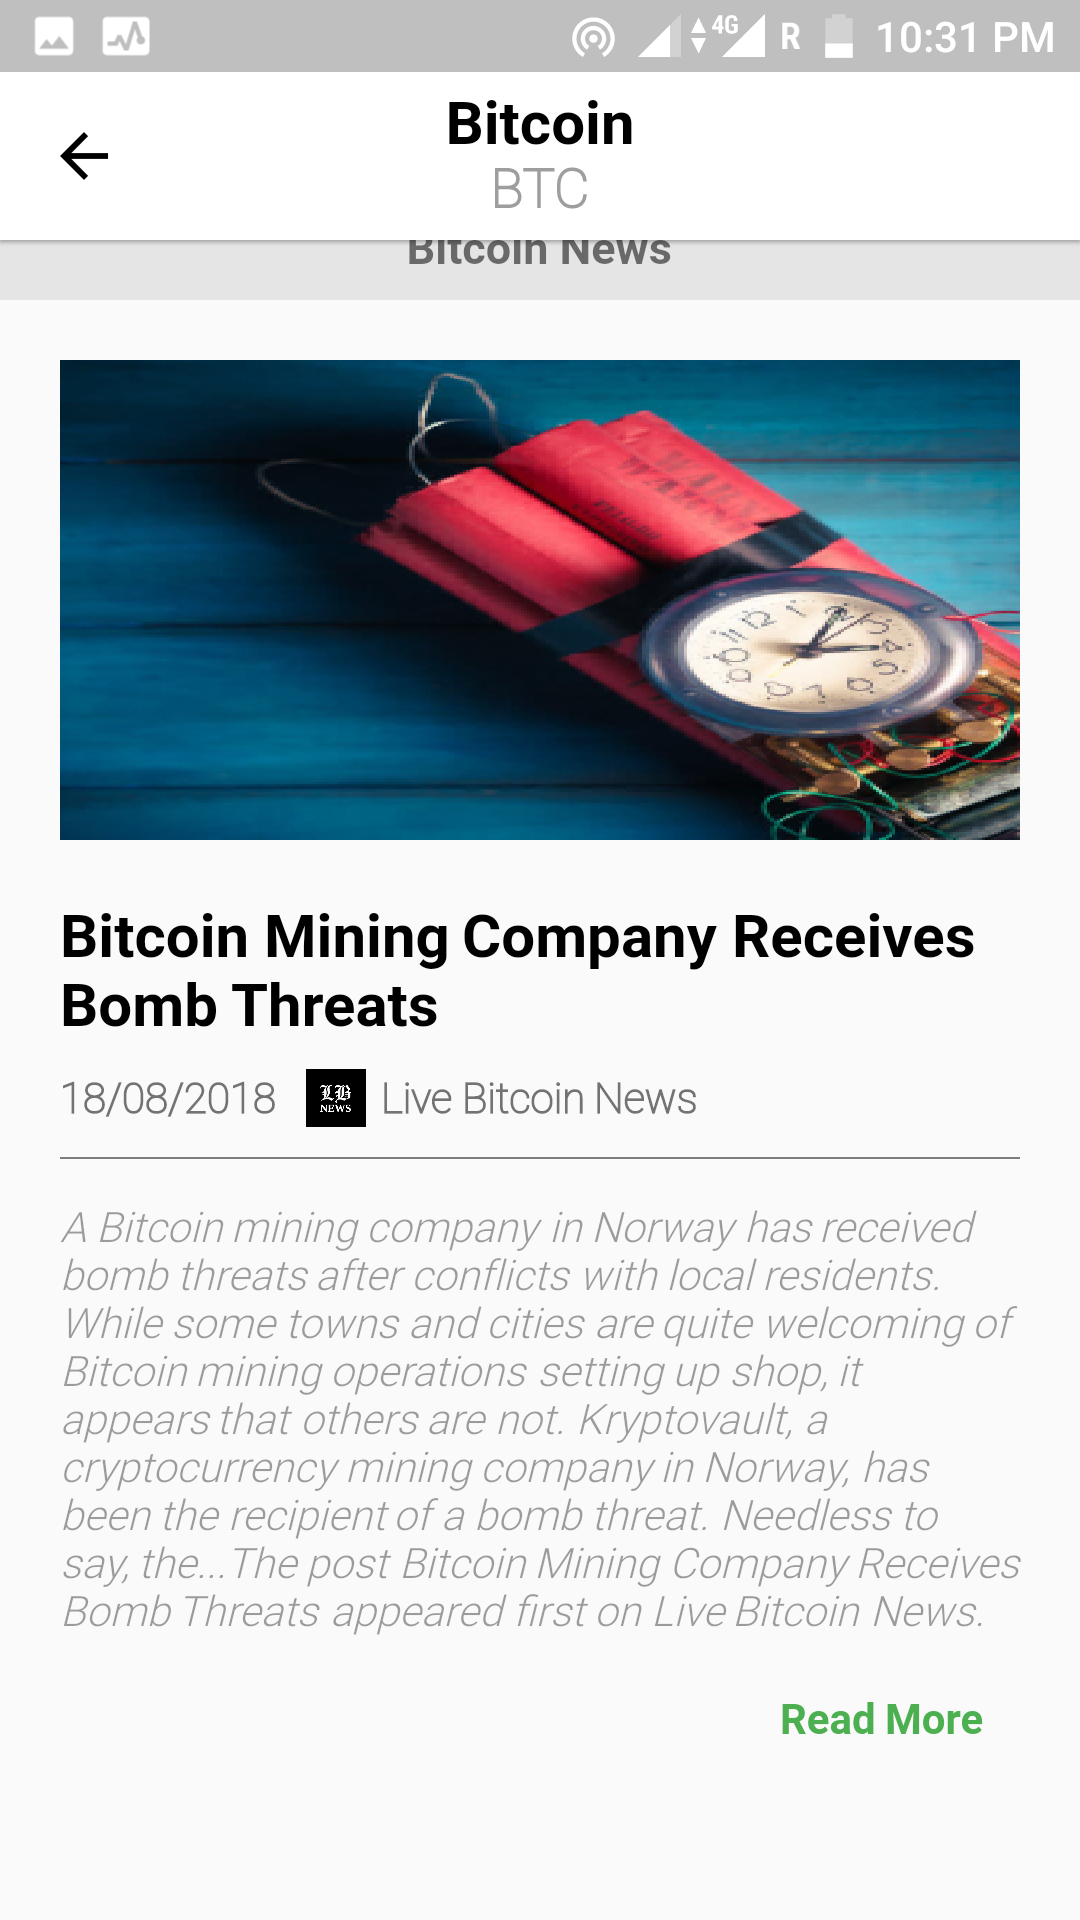 4G R 10:31 PM
Bitcoin
BTC
Bitcoin News
Bitcoin Mining Company Receives
Bomb Threats
18/08/2018 LB NEWS Live Bitcoin News
A Bitcoin mining company in Norway has received
bomb threats after conflicts with local residents.
While some towns and cities are quite welcoming of
Bitcoin mining operations setting up shop, it
appears that others are not. Kryptovault, a
cryptocurrency mining company in Norway, has
been the recipient of a bomb threat. Needless to
say, the...The post Bitcoin Mining Company Receives
Bomb Threats appeared first on Live Bitcoin News.
Read More